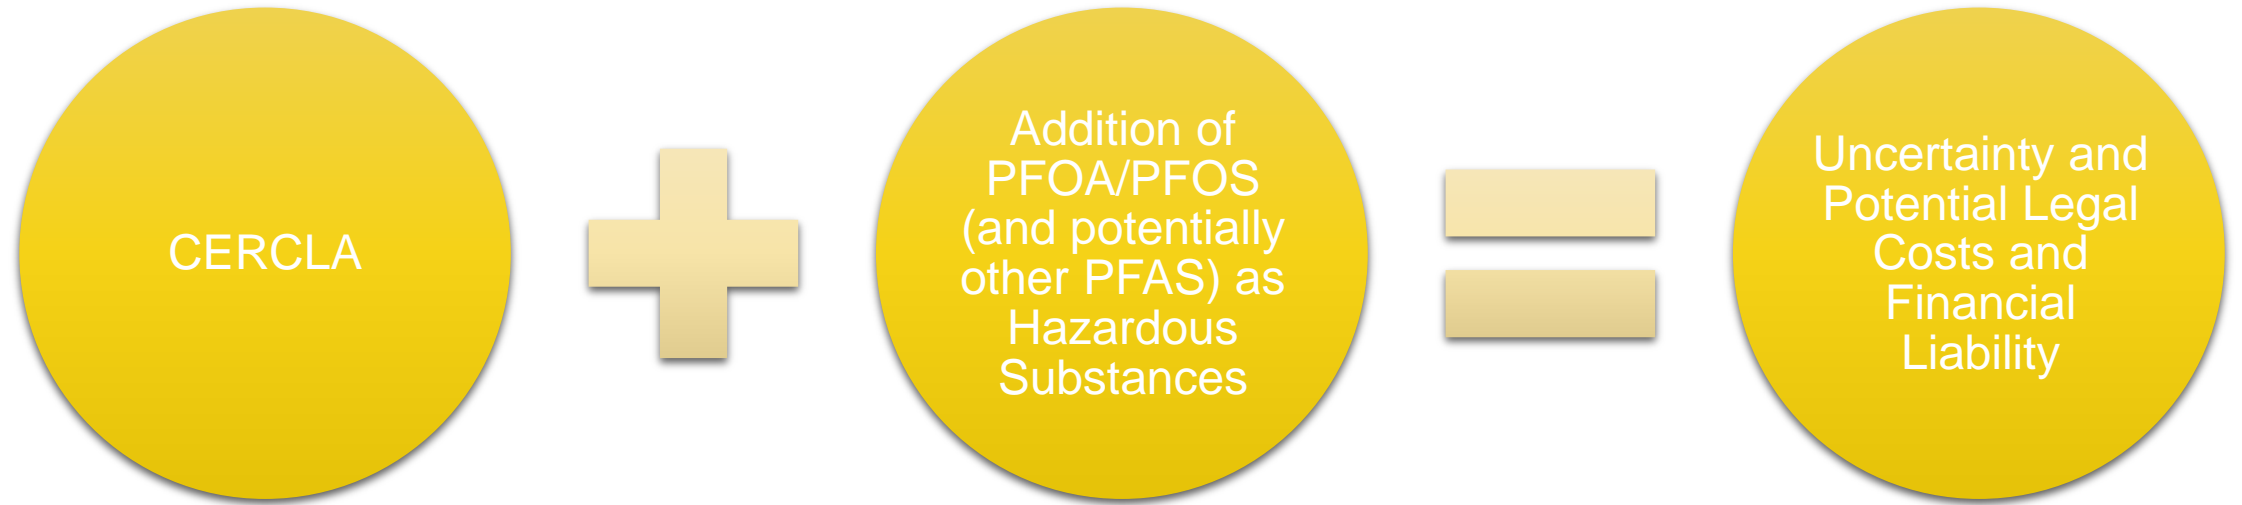 CERCLA
Addition of
PFOA/PFOS
(and potentially
other PFAS) as
Hazardous
Substances
Uncertainty and
Potential Legal
Costs and
Financial
Liability